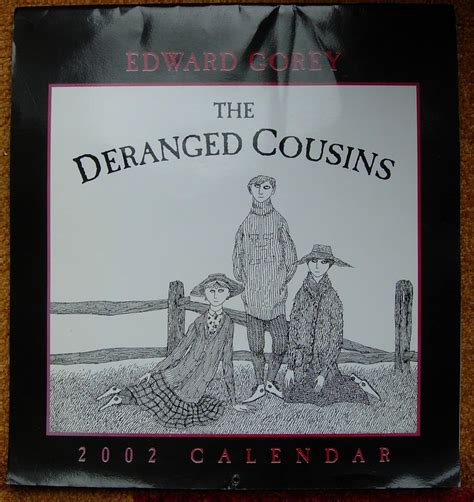 EDWARD GOREY
THE
DERANGED COUSINS
2002 CALENDAR